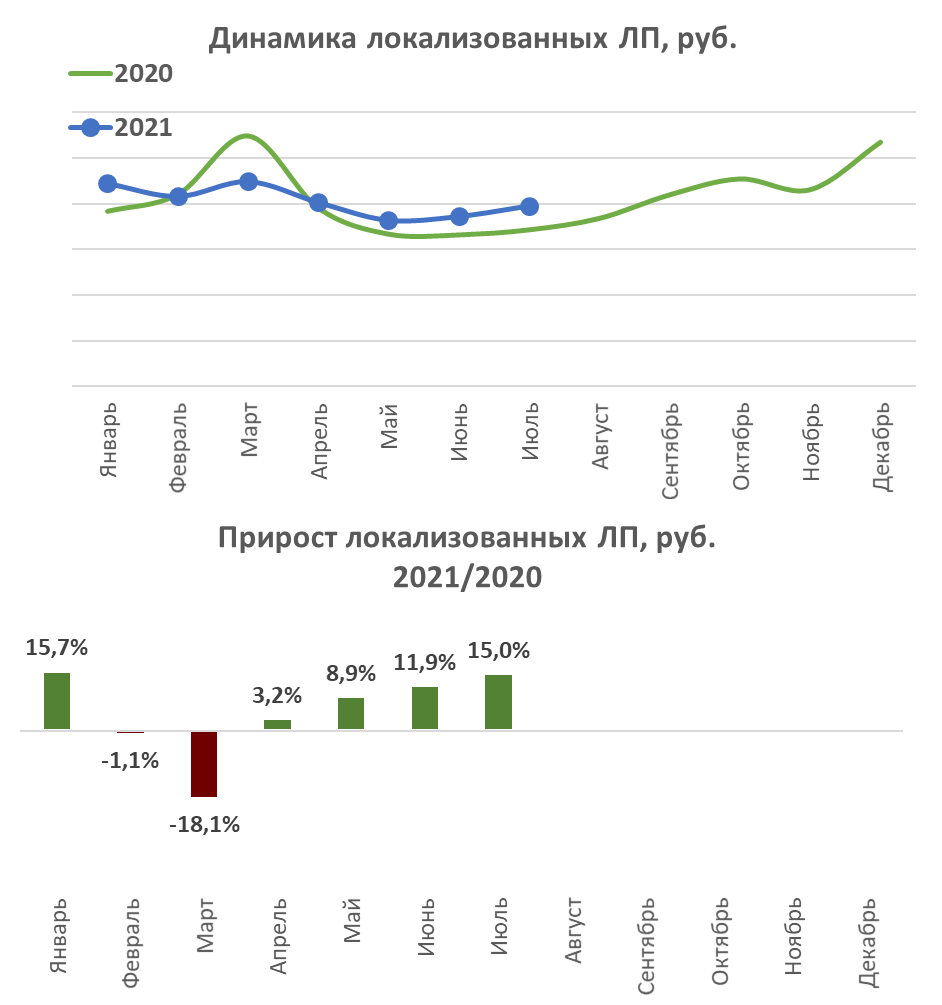 Динамика локализованных ЛП, руб.
2020
2021
Январь
Февраль
Март
Апрель
Май
Июнь
Июль
Август
Сентябрь
Октябрь
Ноябрь
Декабрь
Прирост локализованных ЛП, руб.
2021/2020
15,7%
-1,1%
-18,1%
3,2%
8,9%
11,9%
15,0%
Январь
Февраль
Март
Апрель
Май
Июнь
Июль
Август
Сентябрь
Октябрь
Ноябрь
Декабрь